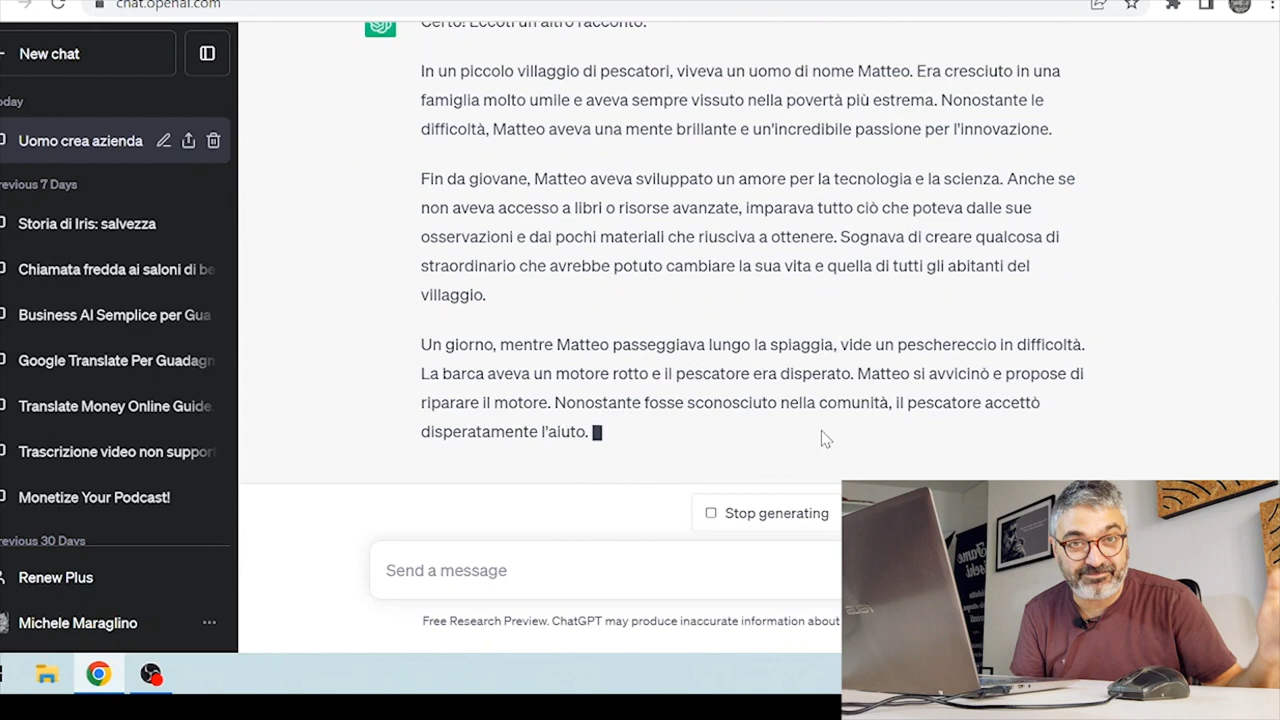 chat.openai.com
New chat
oday
Uomo crea azienda
revious 7 Days
Storia di Iris: salvezza
Chiamata fredda ai saloni di be
Business AI Semplice per Gua
Google Translate Per Guadagn
Translate Money Online Guide.
Trascrizione video non suppor
Monetize Your Podcast!
revious 30 Days
Renew Plus
Michele Maraglino
Certo! Eccoti un altro racconto.
In un piccolo villaggio di pescatori, viveva un uomo di nome Matteo. Era cresciuto in una
famiglia molto umile e aveva sempre vissuto nella povertà più estrema. Nonostante le
difficoltà, Matteo aveva una mente brillante e un'incredibile passione per l'innovazione.
Fin da giovane, Matteo aveva sviluppato un amore per la tecnologia e la scienza. Anche se
non aveva accesso a libri o risorse avanzate, imparava tutto ciò che poteva dalle sue
osservazioni e dai pochi materiali che riusciva a ottenere. Sognava di creare qualcosa di
straordinario che avrebbe potuto cambiare la sua vita e quella di tutti gli abitanti del
villaggio.
Un giorno, mentre Matteo passeggiava lungo la spiaggia, vide un peschereccio in difficoltà.
La barca aveva un motore rotto e il pescatore era disperato. Matteo si avvicinò e propose di
riparare il motore. Nonostante fosse sconosciuto nella comunità, il pescatore accettò
disperatamente l'aiuto.
Stop generating
Send a message
Free Research Preview. ChatGPT may produce inaccurate information about
ASUS